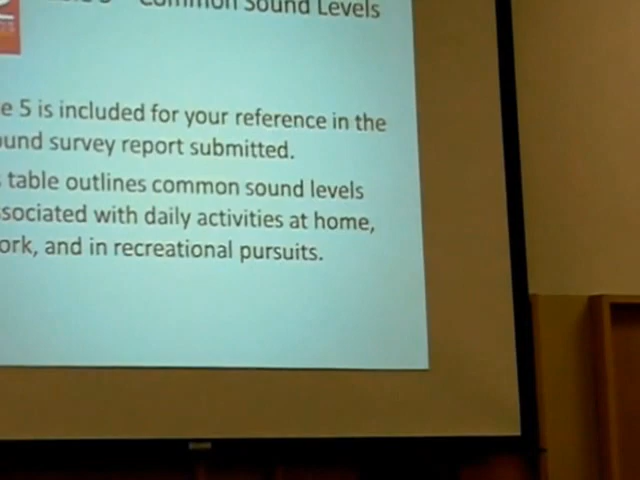 Common Sound Levels
e 5 is included for your reference in the
und survey report submitted.
table outlines common sound levels
ssociated with daily activities at home,
ork, and in recreational pursuits.